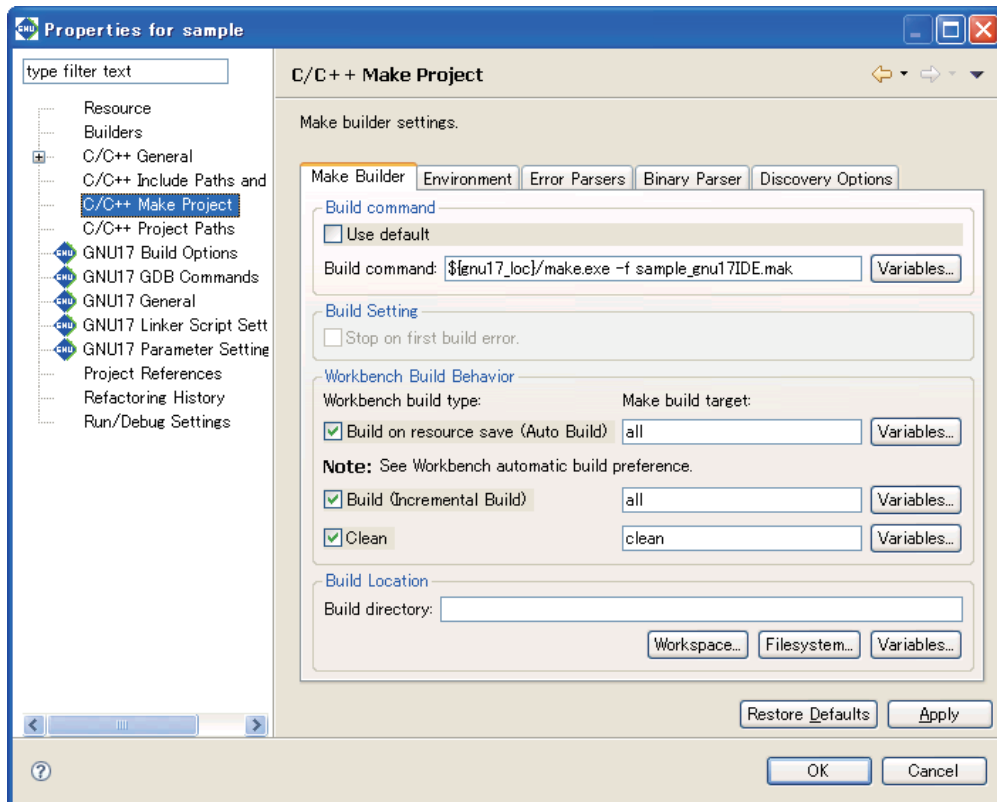 Properties for sample
type filter text
Resource
Builders
C/C++ General
C/C++ Include Paths and
C/C++ Make Project
C/C++ Project Paths
GNU GNU17 Build Options
GNU GNU17 GDB Commands
GNU GNU17 General
GNU GNU17 Linker Script Sett
GNU GNU17 Parameter Setting
Project References
Refactoring History
Run/Debug Settings
C/C++ Make Project
Make builder settings.
Make Builder Environment Error Parsers Binary Parser Discovery Options
Build command
Use default
Build command: ${gnu17_loc}/make.exe -f sample_gnu17IDE.mak Variables...
Build Setting
Stop on first build error.
Workbench Build Behavior
Workbench build type: Make build target:
Build on resource save (Auto Build) all Variables...
Note: See Workbench automatic build preference.
Build (Incremental Build) all Variables...
Clean clean Variables...
Build Location
Build directory:
Workspace... Filesystem... Variables...
Restore Defaults Apply
OK Cancel